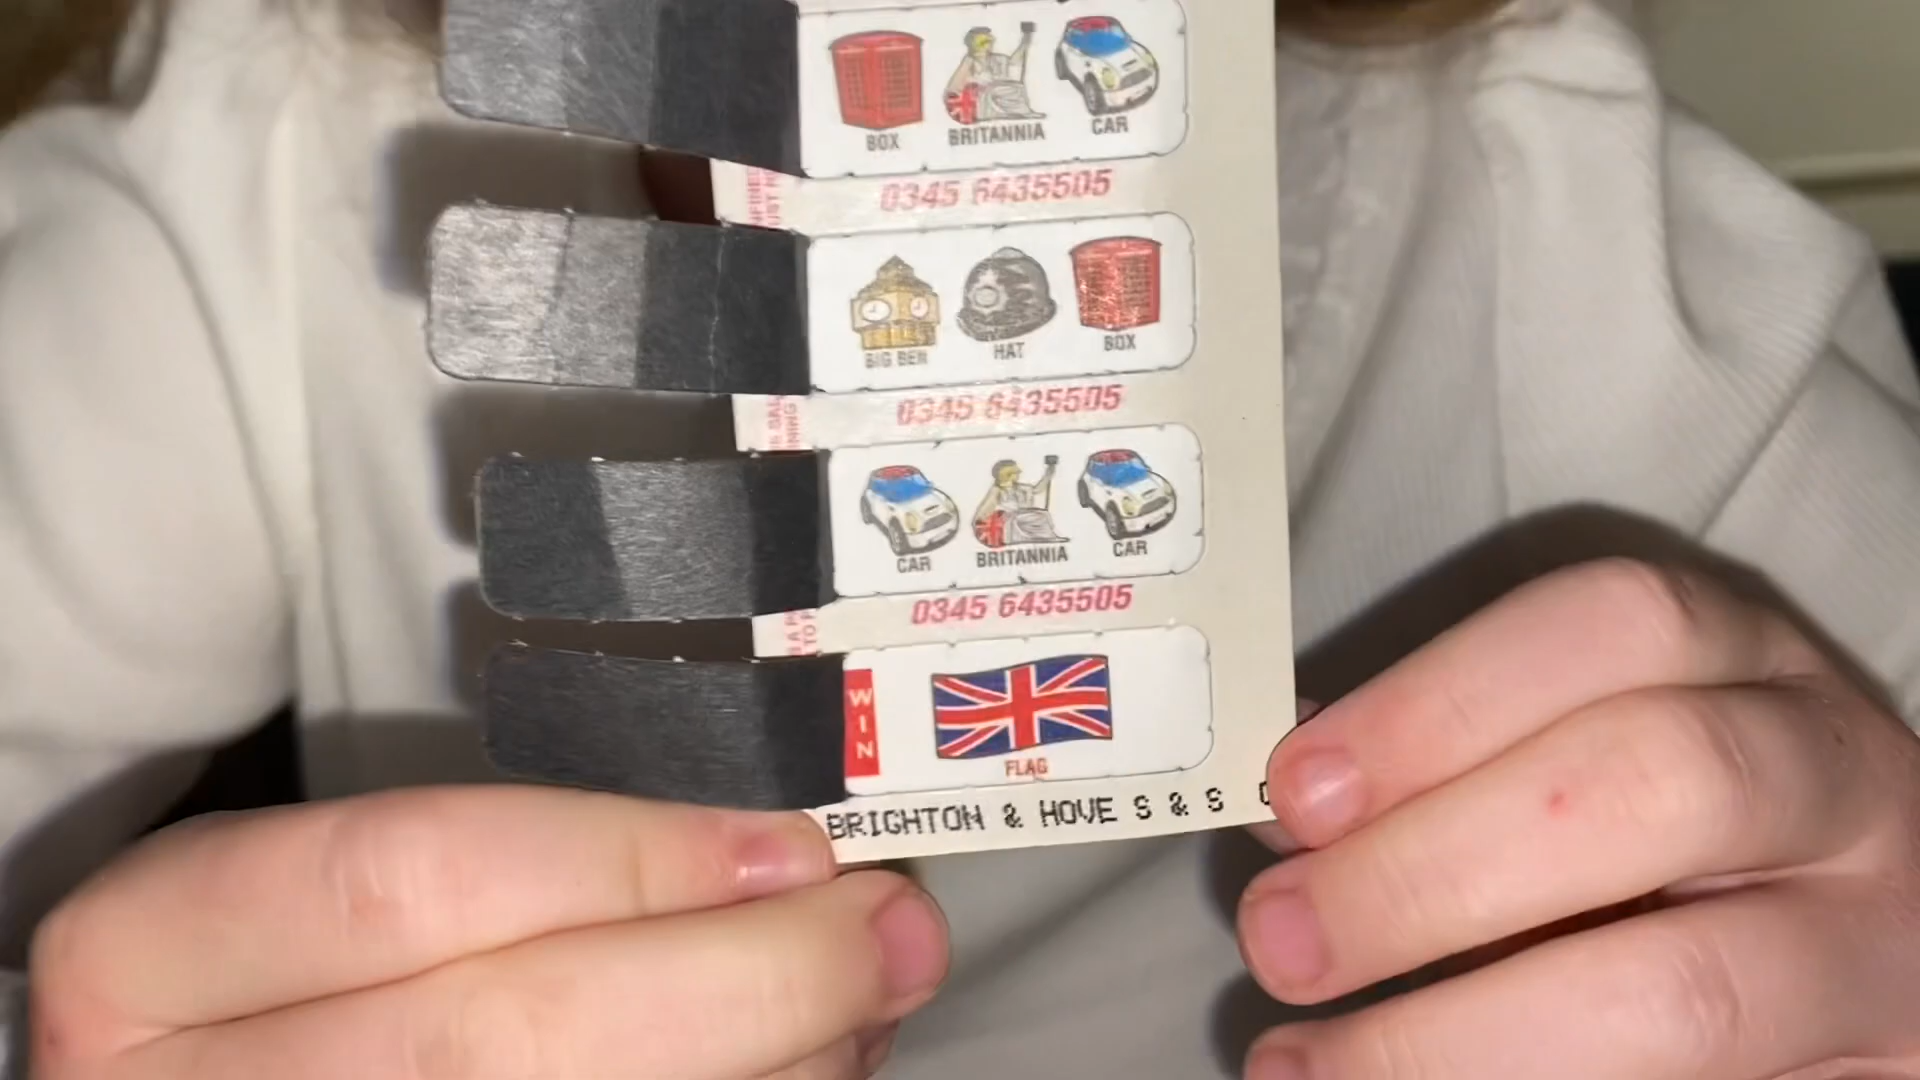 BOX BRITANNIA CAR
0345 6435505
BIG BEN HAT BOX
0345 6435505
CAR BRITANNIA CAR
0345 6435505
WIN
FLAG
BRIGHTON & HOVE S & S